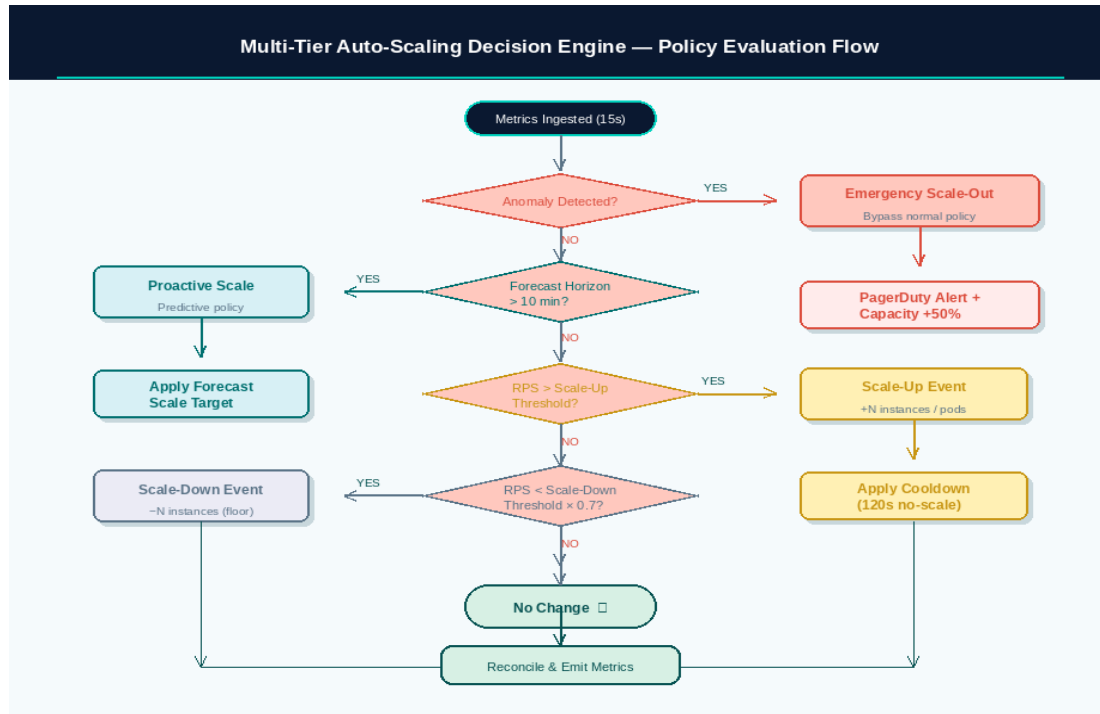 Multi-Tier Auto-Scaling Decision Engine — Policy Evaluation Flow
Metrics Ingested (15s)
Anomaly Detected?
YES
Emergency Scale-Out
Bypass normal policy
NO
Proactive Scale
Predictive policy
YES
Forecast Horizon
> 10 min?
PagerDuty Alert +
Capacity +50%
NO
Apply Forecast
Scale Target
RPS > Scale-Up
Threshold?
YES
Scale-Up Event
+N instances / pods
NO
Scale-Down Event
−N instances (floor)
YES
RPS < Scale-Down
Threshold × 0.7?
Apply Cooldown
(120s no-scale)
NO
No Change
Reconcile & Emit Metrics